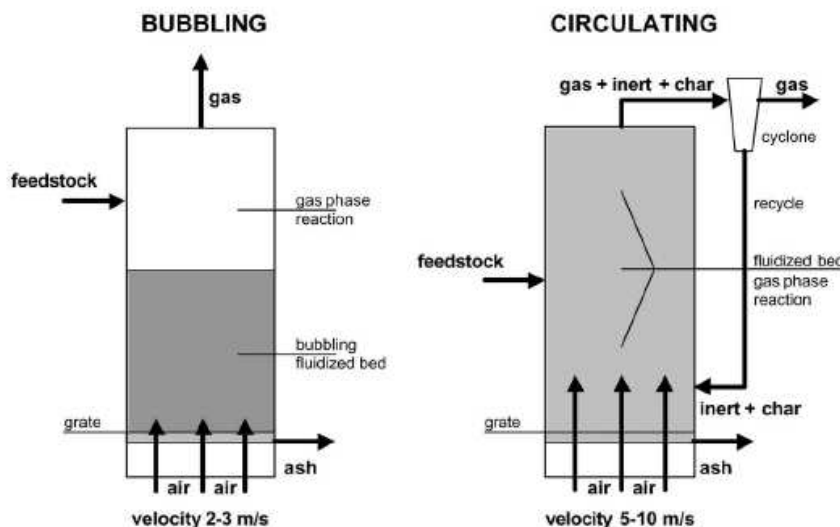 BUBBLING
gas
feedstock
gas phase
reaction
bubbling
fluidized bed
grate
ash
air air
velocity 2-3 m/s
CIRCULATING
gas + inert + char
gas
cyclone
recycle
feedstock
fluidized bed
gas phase
reaction
inert + char
grate
ash
air air
velocity 5-10 m/s